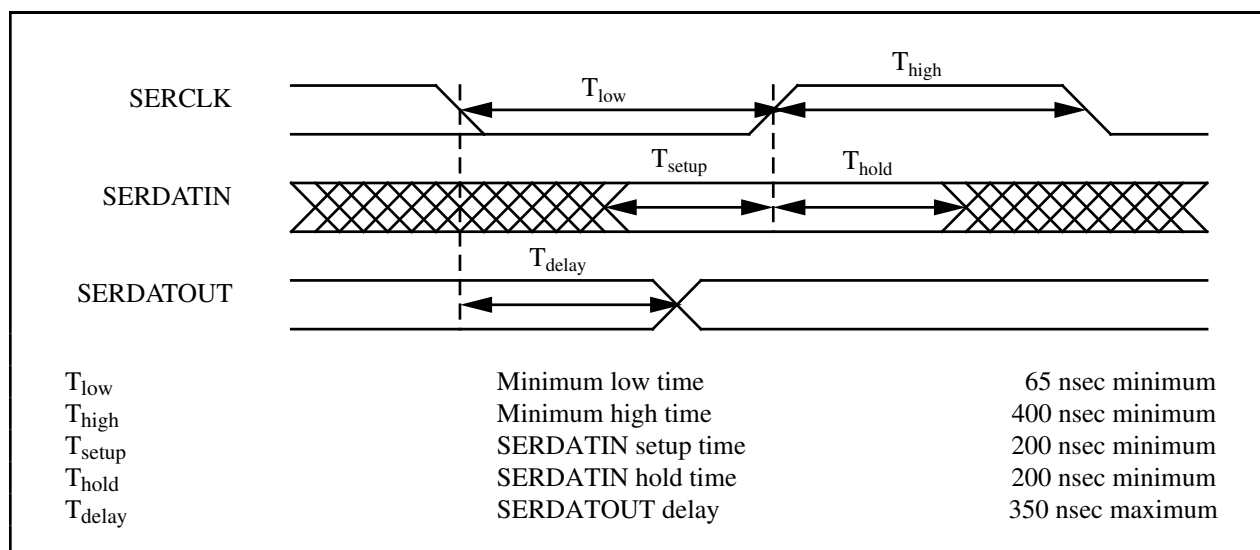 SERCLK
T_low
T_high
SERDATIN
T_setup
T_hold
SERDATOUT
T_delay
T_low Minimum low time 65 nsec minimum
T_high Minimum high time 400 nsec minimum
T_setup SERDATIN setup time 200 nsec minimum
T_hold SERDATIN hold time 200 nsec minimum
T_delay SERDATOUT delay 350 nsec maximum